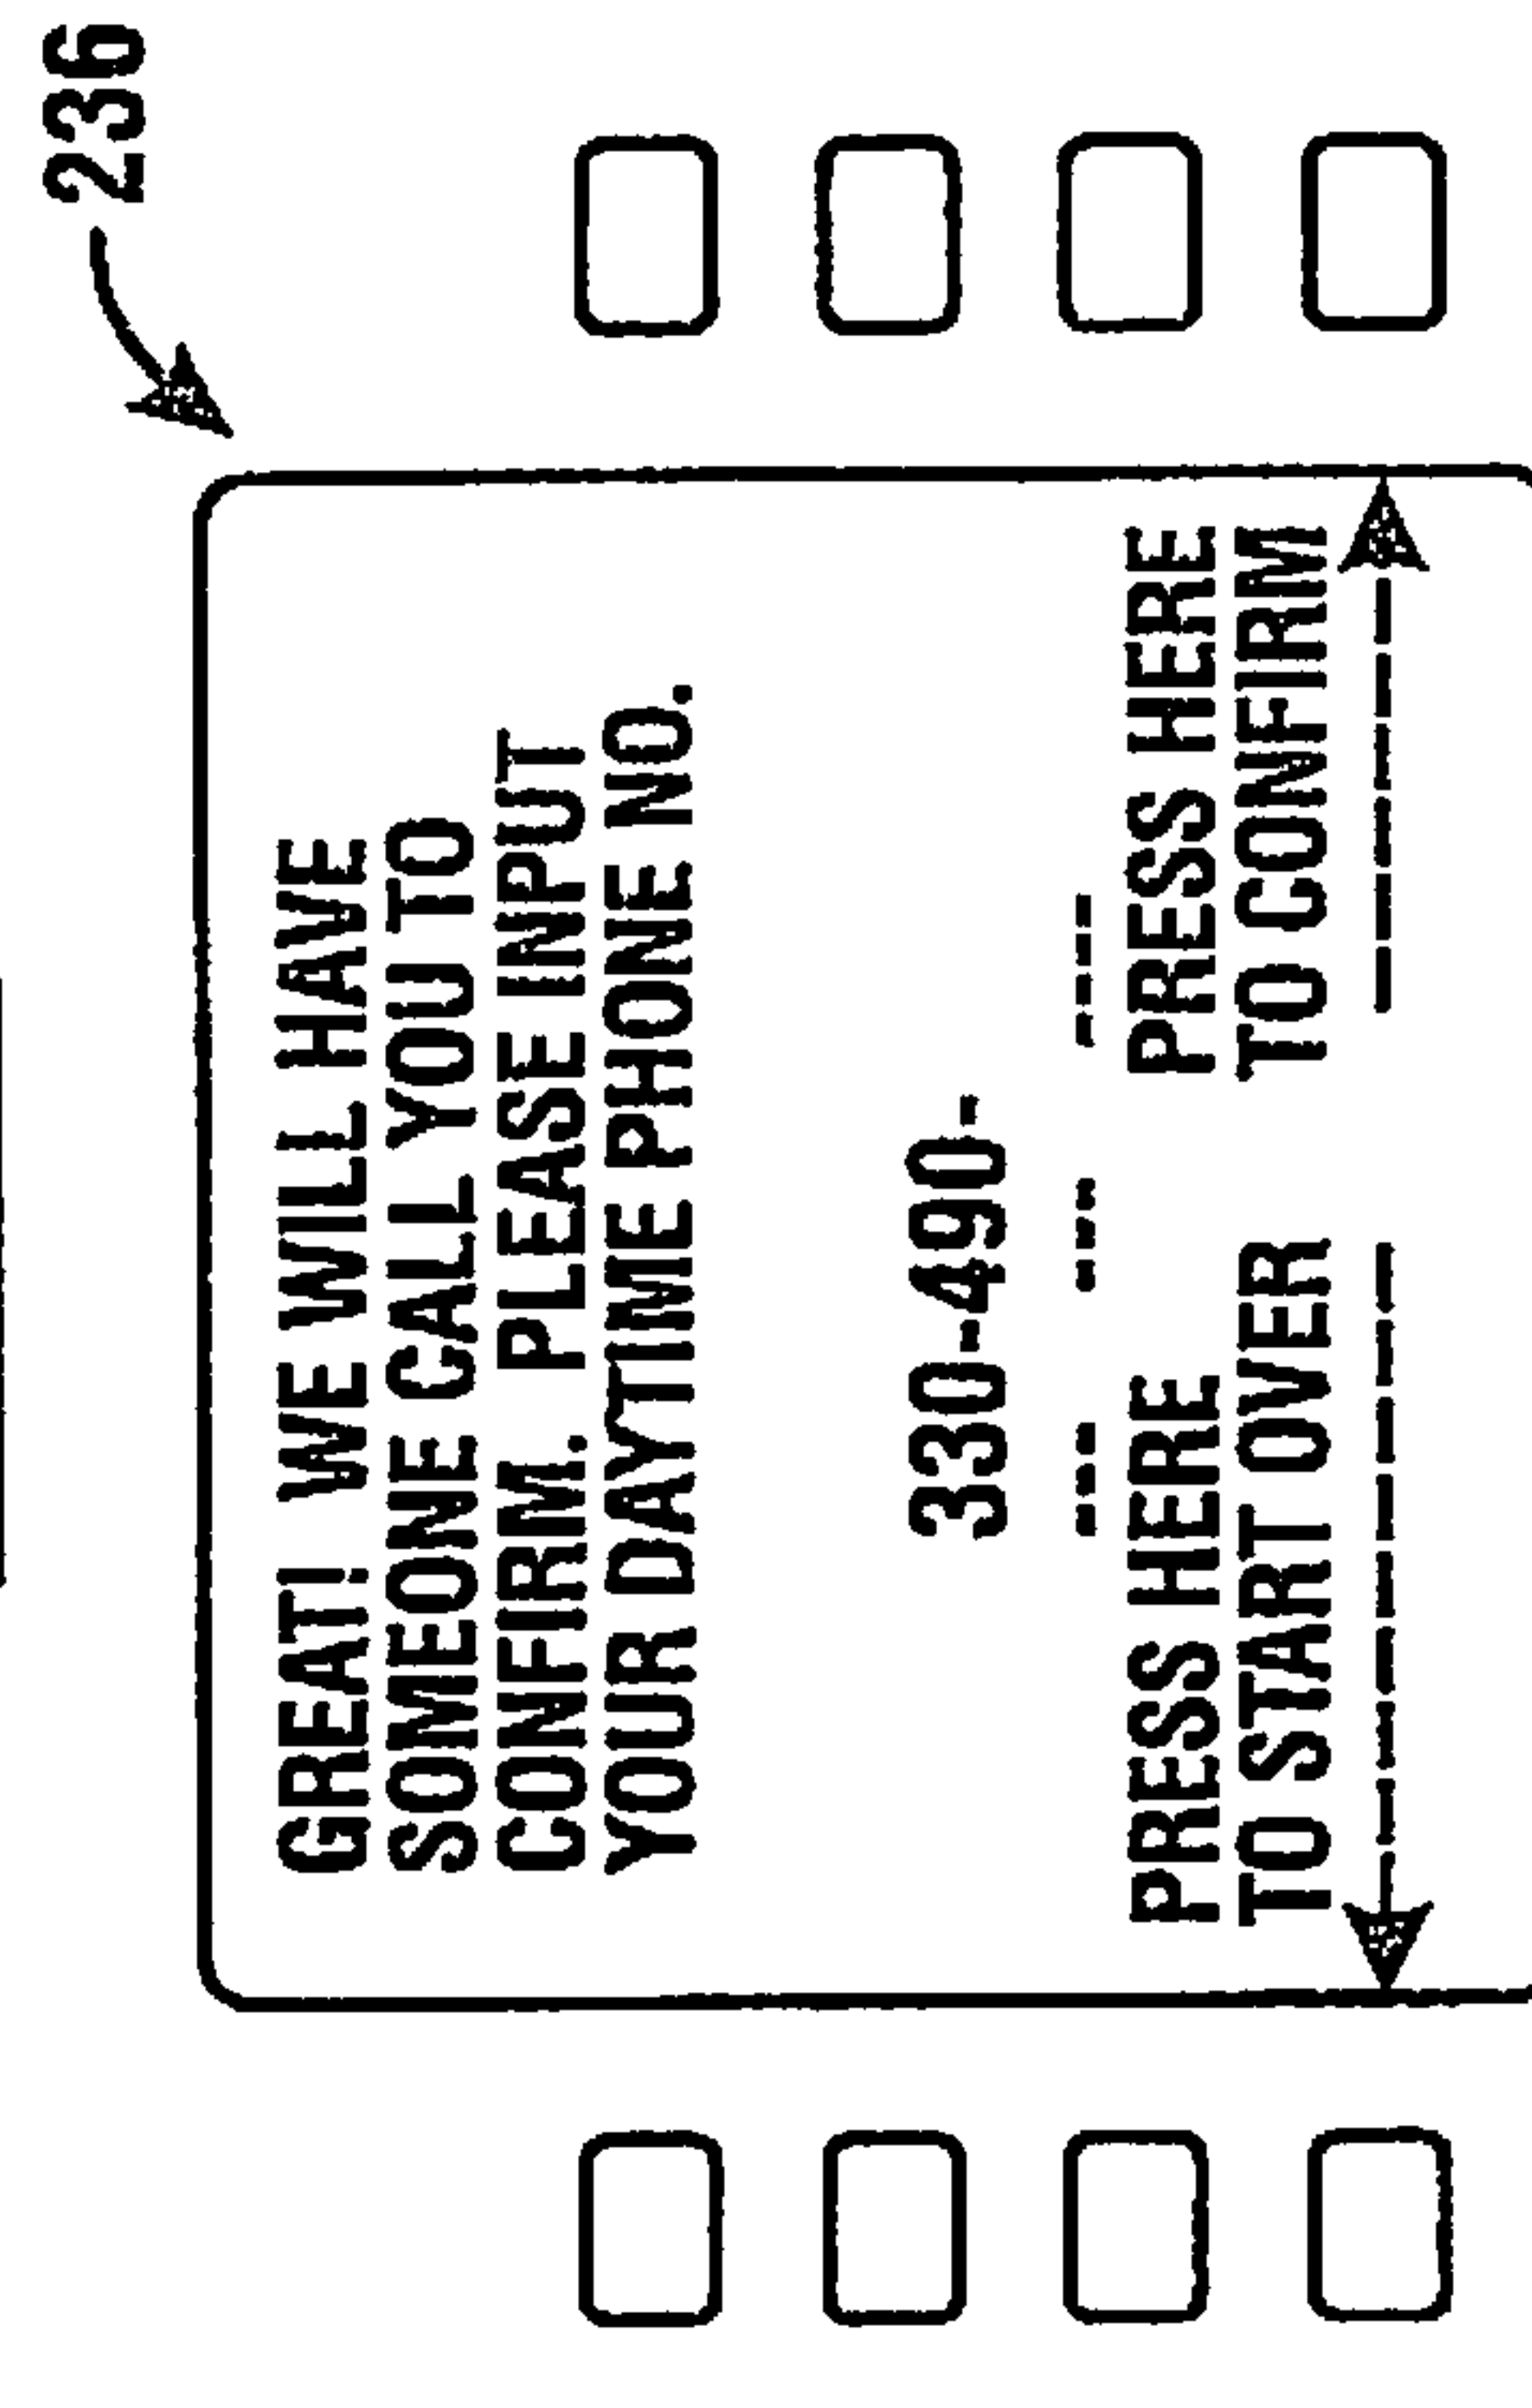 236
GREAT! WE WILL HAVE
SOMEONE CALL YOU TO
CONFIRM. PLEASE INPUT
YOUR DAYTIME PHONE NO.
330-490-
--- --- ----
PRESS HERE PRESS HERE
TO START OVER TO CONFIRM